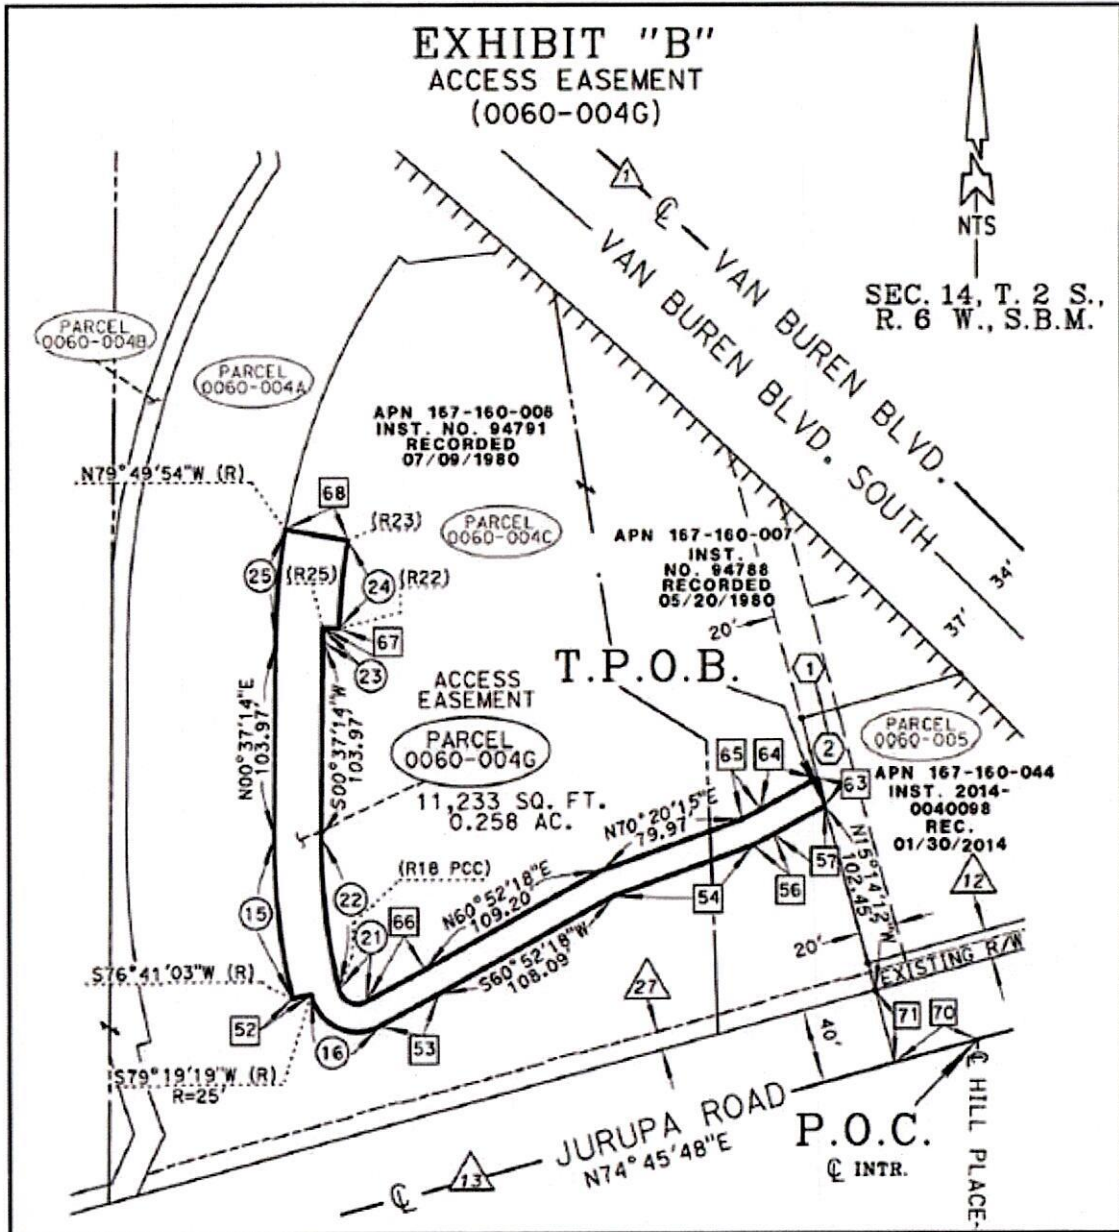 EXHIBIT "B"
ACCESS EASEMENT
(0060-004G)
NTS
SEC. 14, T. 2 S.,
R. 6 W., S.B.M.
1
℄
VAN BUREN BLVD.
VAN BUREN BLVD. SOUTH
34'
37'
PARCEL
0060-004B
PARCEL
0060-004A
APN 167-160-008
INST. NO. 94791
RECORDED
07/09/1980
N79°49'54"W (R)
68
(R23)
PARCEL
0060-004C
APN 167-160-007
INST.
NO. 94788
RECORDED
05/20/1980
25
(R25)
24
(R22)
67
23
20'
T.P.O.B.
1
2
ACCESS
EASEMENT
PARCEL
0060-004G
11,233 SQ. FT.
0.258 AC.
N00°37'14"E
103.97'
S00°37'14"W
103.97'
PARCEL
0060-005
65
64
63
APN 167-160-044
INST. 2014-
0040098
REC.
01/30/2014
N70°20'15"E
79.97'
57
56
54
N15°14'12"W
102.45'
12
(R18 PCC)
22
21
66
N60°52'18"E
109.20'
S60°52'18"W
108.09'
15
S76°41'03"W (R)
52
16
53
S79°19'19"W (R)
R=25'
27
20'
EXISTING R/W
40'
71
70
JURUPA ROAD
N74°45'48"E
℄
13
P.O.C.
℄ INTR.
℄ HILL PLACE